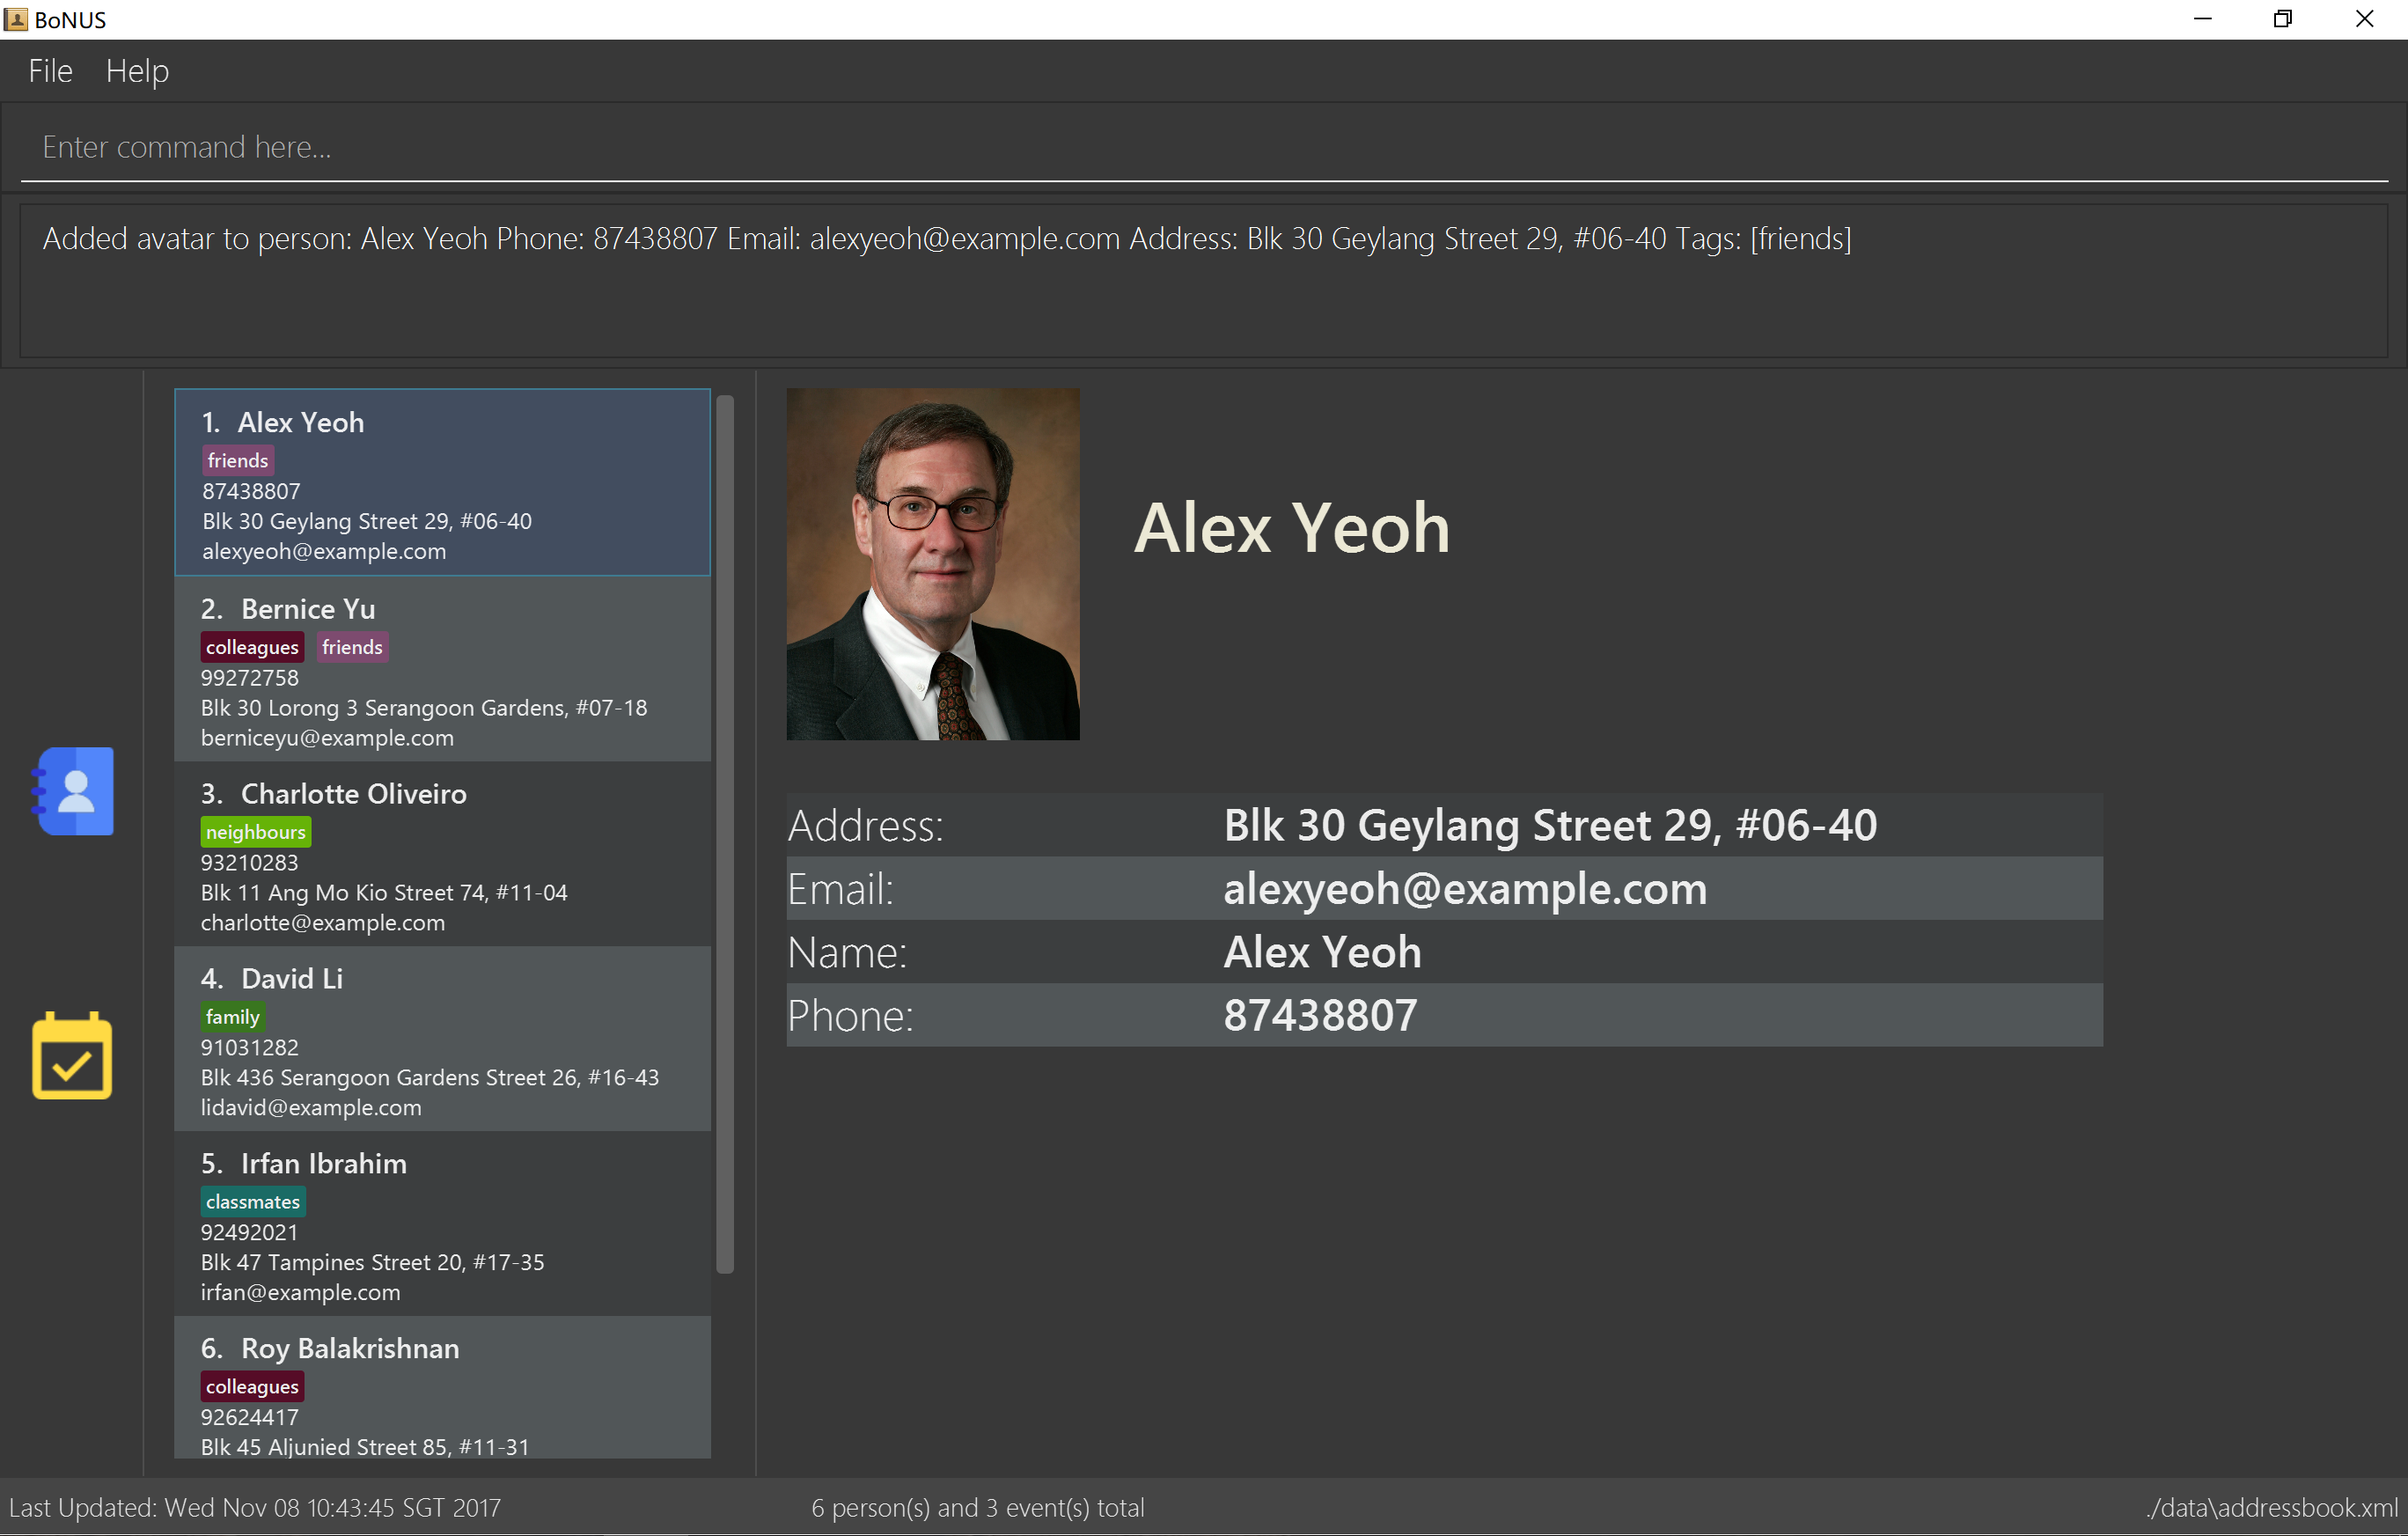 BoNUS
File Help
Enter command here...
Added avatar to person: Alex Yeoh Phone: 87438807 Email: alexyeoh@example.com Address: Blk 30 Geylang Street 29, #06-40 Tags: [friends]
1. Alex Yeoh
friends
87438807
Blk 30 Geylang Street 29, #06-40
alexyeoh@example.com
2. Bernice Yu
colleagues friends
99272758
Blk 30 Lorong 3 Serangoon Gardens, #07-18
berniceyu@example.com
3. Charlotte Oliveiro
neighbours
93210283
Blk 11 Ang Mo Kio Street 74, #11-04
charlotte@example.com
4. David Li
family
91031282
Blk 436 Serangoon Gardens Street 26, #16-43
lidavid@example.com
5. Irfan Ibrahim
classmates
92492021
Blk 47 Tampines Street 20, #17-35
irfan@example.com
6. Roy Balakrishnan
colleagues
92624417
Blk 45 Aljunied Street 85, #11-31
Alex Yeoh
Address: Blk 30 Geylang Street 29, #06-40
Email: alexyeoh@example.com
Name: Alex Yeoh
Phone: 87438807
Last Updated: Wed Nov 08 10:43:45 SGT 2017
6 person(s) and 3 event(s) total
./data\addressbook.xml